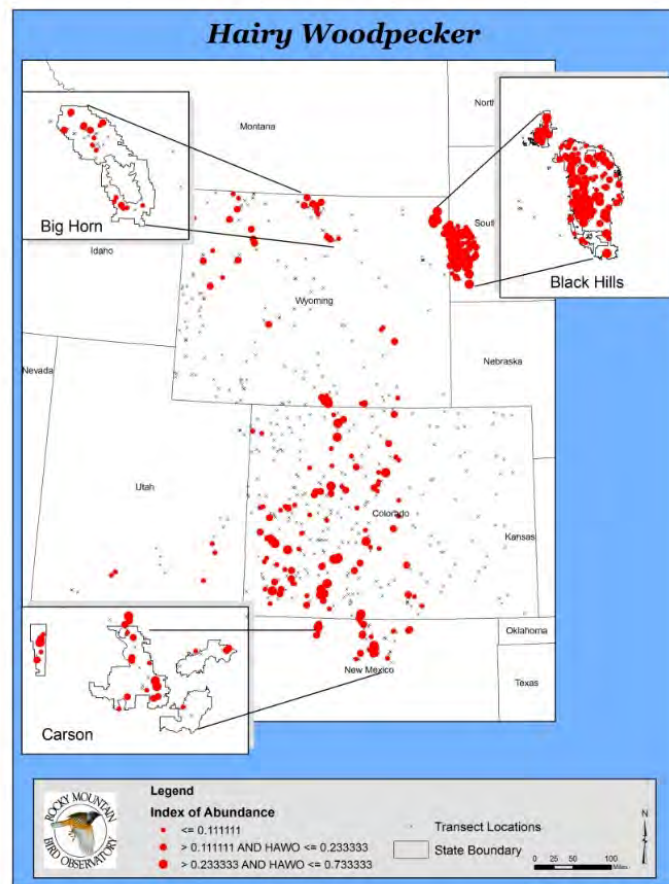 Hairy Woodpecker
North
Montana
South
Big Horn
Idaho
Black Hills
Wyoming
Nebraska
Nevada
Utah
Colorado
Kansas
Oklahoma
New Mexico
Texas
Carson
Legend
Index of Abundance
<= 0.111111
> 0.111111 AND HAWO <= 0.233333
> 0.233333 AND HAWO <= 0.733333
Transect Locations
State Boundary
ROCKY MOUNTAIN
BIRD OBSERVATORY
N
0 25 50 100
Miles